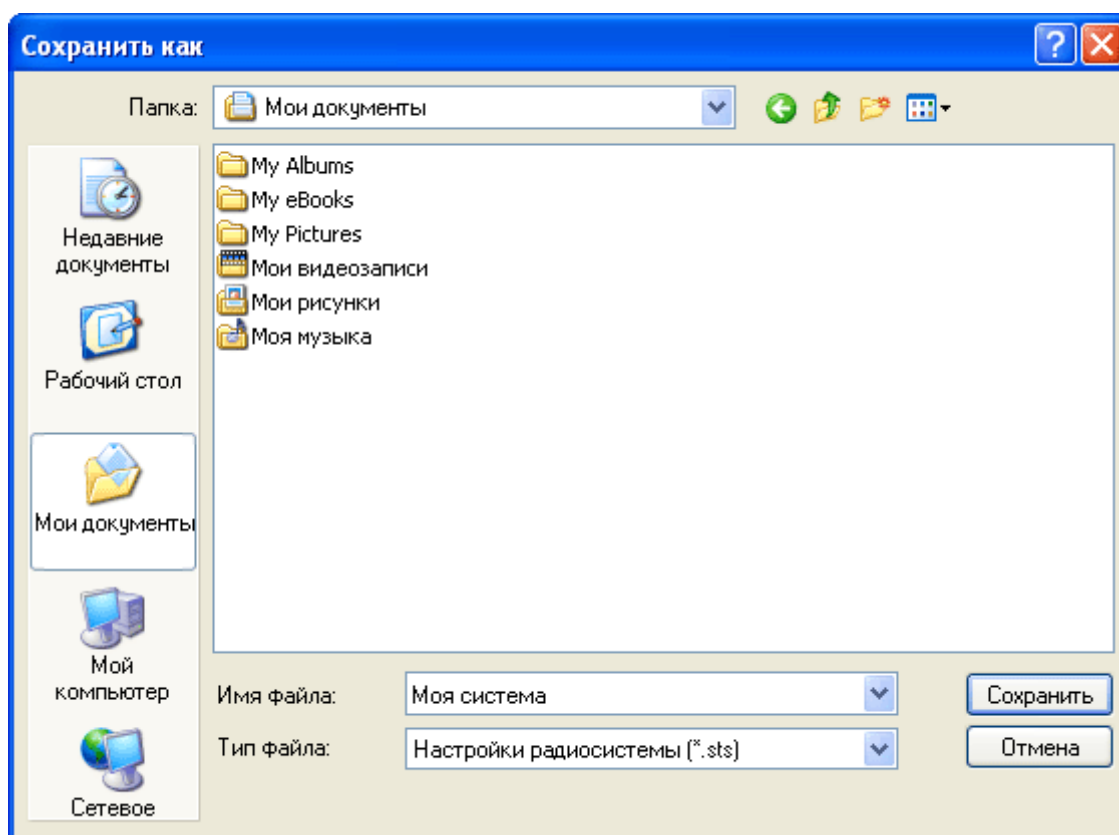 Сохранить как
Папка:
Мои документы
Недавние
документы
Рабочий стол
Мои документы
Мой
компьютер
Сетевое
My Albums
My eBooks
My Pictures
Мои видеозаписи
Мои рисунки
Моя музыка
Имя файла:
Моя система
Сохранить
Тип файла:
Настройки радиосистемы (*.sts)
Отмена